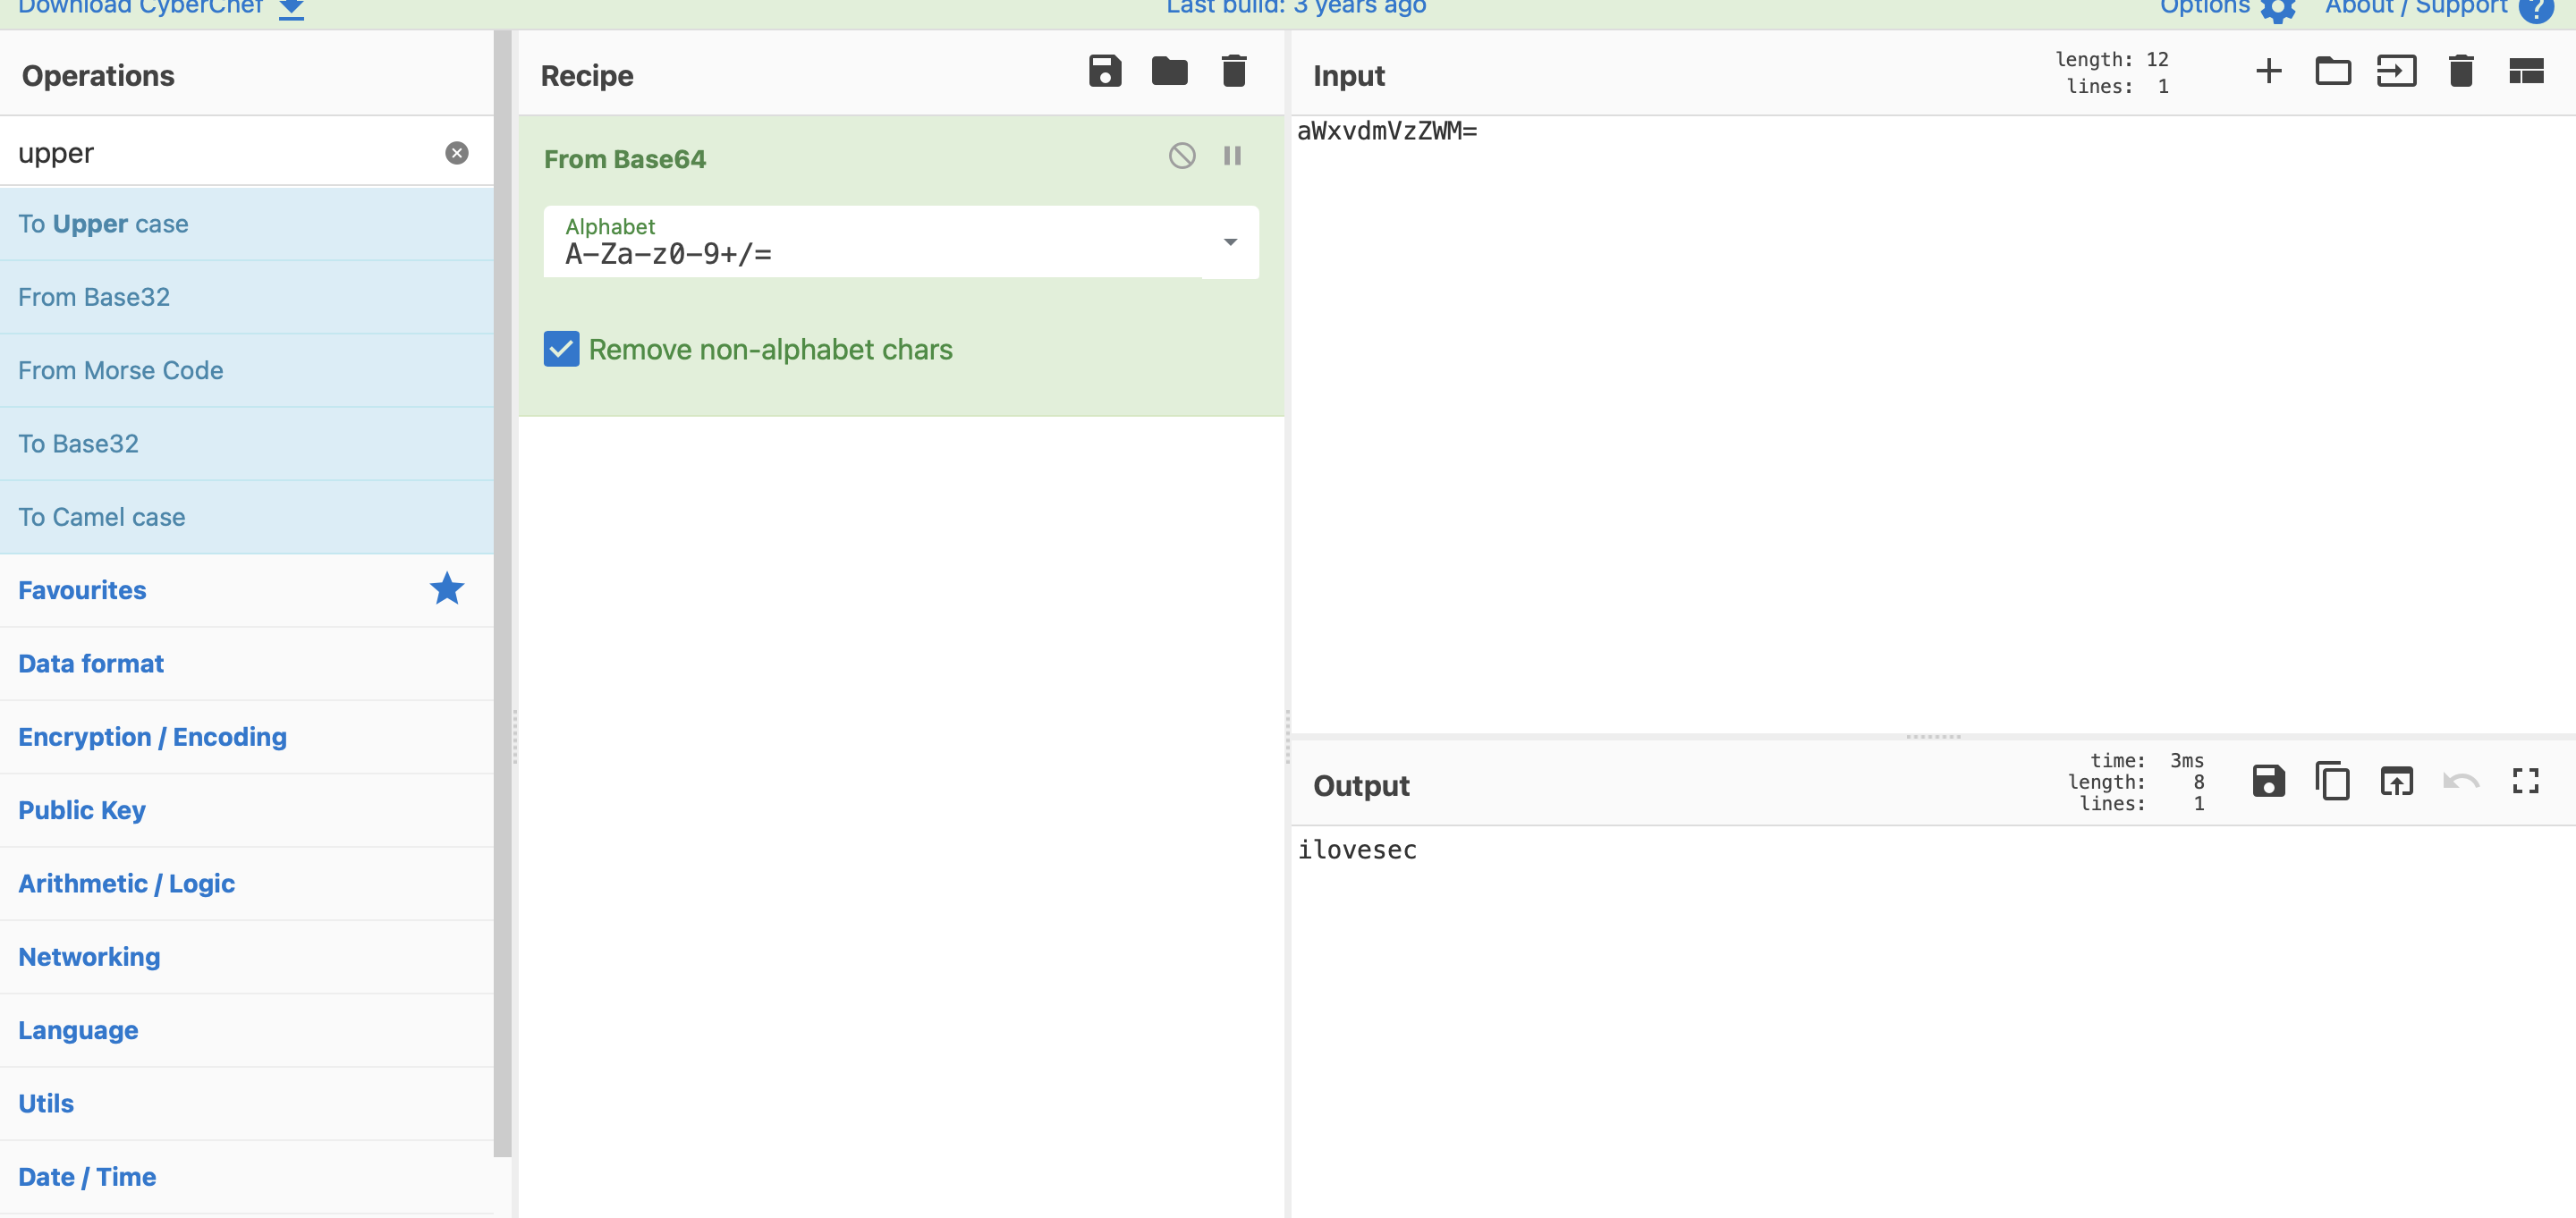 Download CyberChef
Last build: 3 years ago
Options
About / Support
Operations
upper
To Upper case
From Base32
From Morse Code
To Base32
To Camel case
Favourites
Data format
Encryption / Encoding
Public Key
Arithmetic / Logic
Networking
Language
Utils
Date / Time
Recipe
From Base64
Alphabet
A-Za-z0-9+/=
Remove non-alphabet chars
Input
length: 12
lines: 1
aWxvdmVzZWM=
Output
time: 3ms
length: 8
lines: 1
ilovesec